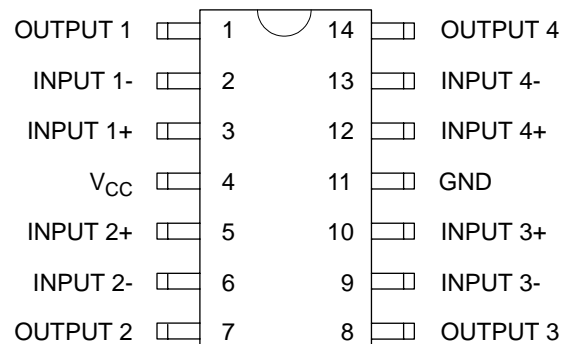 OUTPUT 1 1 14 OUTPUT 4
INPUT 1- 2 13 INPUT 4-
INPUT 1+ 3 12 INPUT 4+
VCC 4 11 GND
INPUT 2+ 5 10 INPUT 3+
INPUT 2- 6 9 INPUT 3-
OUTPUT 2 7 8 OUTPUT 3